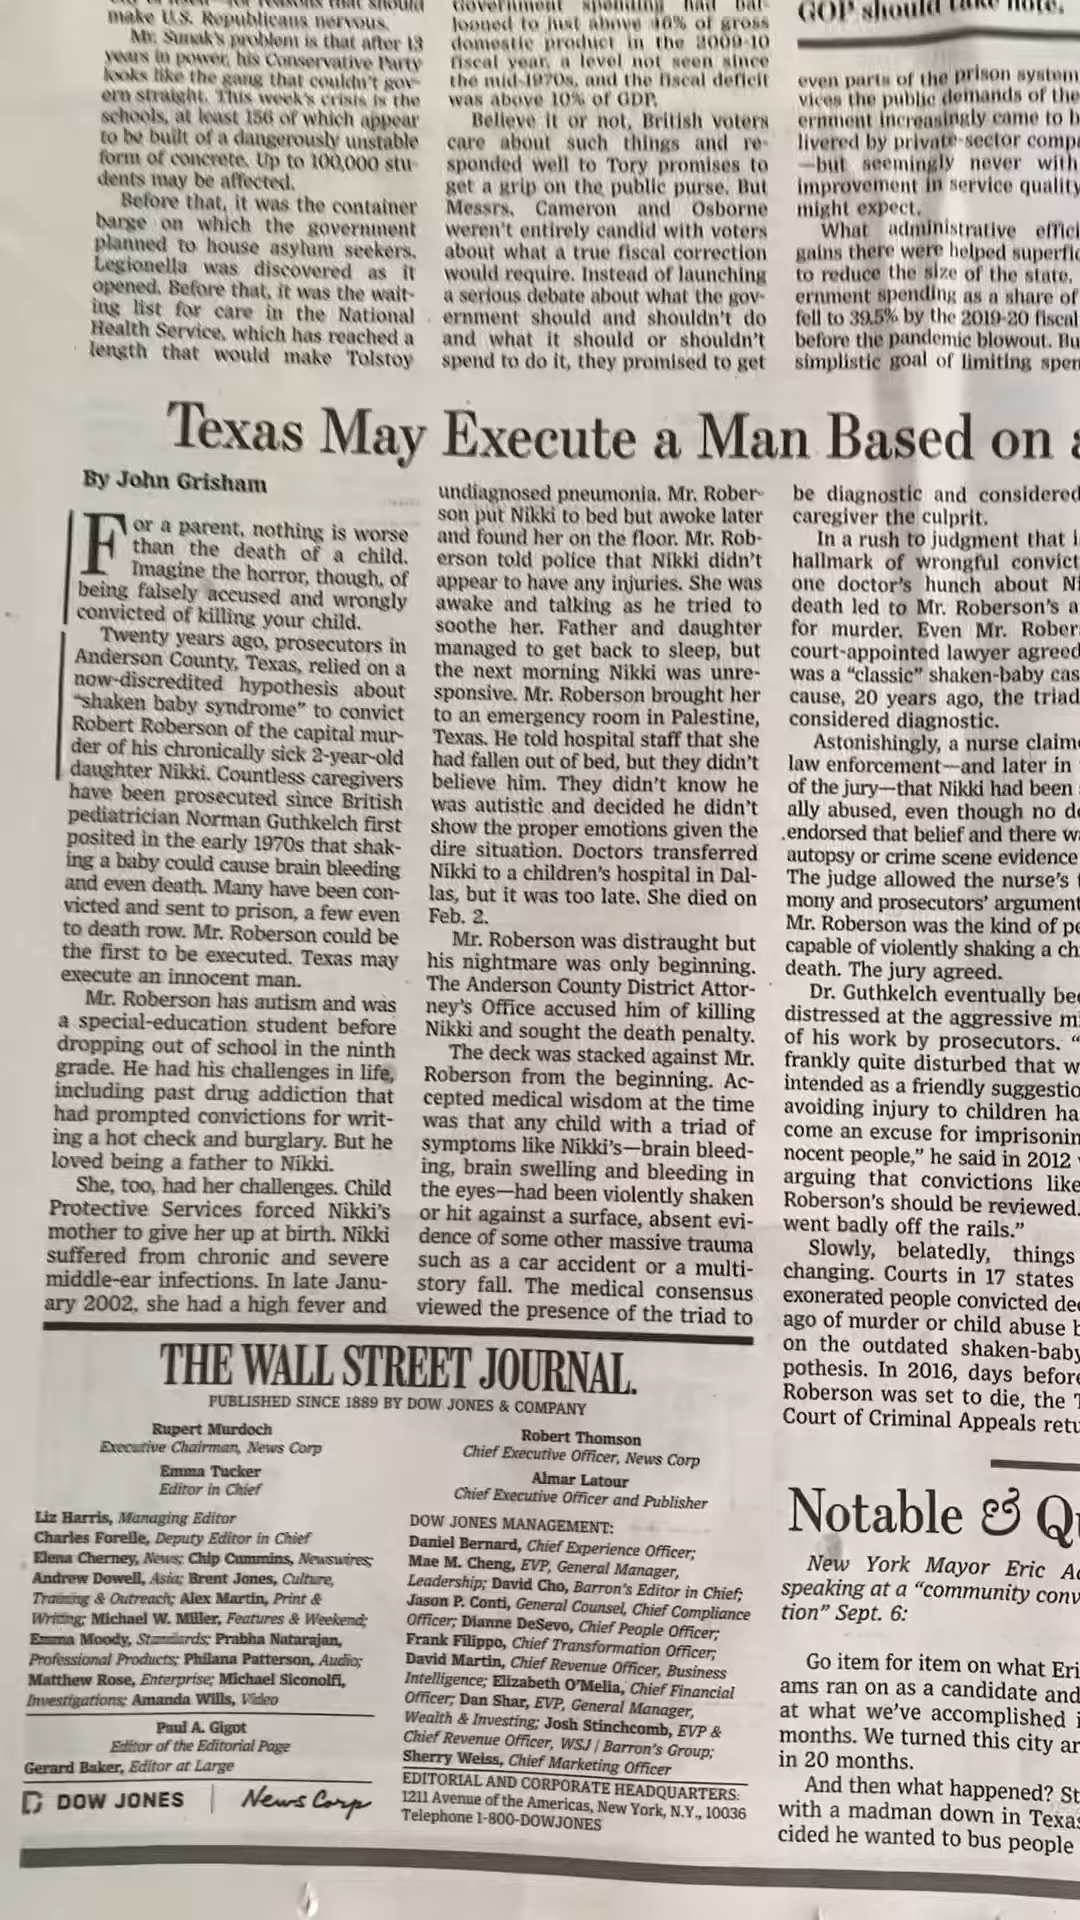 make U.S. Republicans nervous.
Mr. Sunak's problem is that after 13
years in power, his Conservative Party
looks like the gang that couldn't gov-
ern straight. This week's crisis is the
schools, at least 156 of which appear
to be built of a dangerously unstable
form of concrete. Up to 100,000 stu-
dents may be affected.
Before that, it was the container
barge on which the government
planned to house asylum seekers.
Legionella was discovered as it
opened. Before that, it was the wait-
ing list for care in the National
Health Service, which has reached a
length that would make Tolstoy
Government spending had bal-
looned to just above 46% of gross
domestic product in the 2009-10
fiscal year, a level not seen since
the mid-1970s, and the fiscal deficit
was above 10% of GDP.
Believe it or not, British voters
care about such things and re-
sponded well to Tory promises to
get a grip on the public purse. But
Messrs. Cameron and Osborne
weren't entirely candid with voters
about what a true fiscal correction
would require. Instead of launching
a serious debate about what the gov-
ernment should and shouldn't do
and what it should or shouldn't
spend to do it, they promised to get
GOP should take note.
even parts of the prison system
vices the public demands of the
ernment increasingly came to b
livered by private-sector comp
—but seemingly never with
improvement in service quality
might expect.
What administrative effici
gains there were helped superfic
to reduce the size of the state.
ernment spending as a share of
fell to 39.5% by the 2019-20 fiscal
before the pandemic blowout. Bu
simplistic goal of limiting spen
Texas May Execute a Man Based on a
By John Grisham
For a parent, nothing is worse
than the death of a child.
Imagine the horror, though, of
being falsely accused and wrongly
convicted of killing your child.
Twenty years ago, prosecutors in
Anderson County, Texas, relied on a
now-discredited hypothesis about
"shaken baby syndrome" to convict
Robert Roberson of the capital mur-
der of his chronically sick 2-year-old
daughter Nikki. Countless caregivers
have been prosecuted since British
pediatrician Norman Guthkelch first
posited in the early 1970s that shak-
ing a baby could cause brain bleeding
and even death. Many have been con-
victed and sent to prison, a few even
to death row. Mr. Roberson could be
the first to be executed. Texas may
execute an innocent man.
Mr. Roberson has autism and was
a special-education student before
dropping out of school in the ninth
grade. He had his challenges in life,
including past drug addiction that
had prompted convictions for writ-
ing a hot check and burglary. But he
loved being a father to Nikki.
She, too, had her challenges. Child
Protective Services forced Nikki's
mother to give her up at birth. Nikki
suffered from chronic and severe
middle-ear infections. In late Janu-
ary 2002, she had a high fever and
undiagnosed pneumonia. Mr. Rober-
son put Nikki to bed but awoke later
and found her on the floor. Mr. Rob-
erson told police that Nikki didn't
appear to have any injuries. She was
awake and talking as he tried to
soothe her. Father and daughter
managed to get back to sleep, but
the next morning Nikki was unre-
sponsive. Mr. Roberson brought her
to an emergency room in Palestine,
Texas. He told hospital staff that she
had fallen out of bed, but they didn't
believe him. They didn't know he
was autistic and decided he didn't
show the proper emotions given the
dire situation. Doctors transferred
Nikki to a children's hospital in Dal-
las, but it was too late. She died on
Feb. 2.
Mr. Roberson was distraught but
his nightmare was only beginning.
The Anderson County District Attor-
ney's Office accused him of killing
Nikki and sought the death penalty.
The deck was stacked against Mr.
Roberson from the beginning. Ac-
cepted medical wisdom at the time
was that any child with a triad of
symptoms like Nikki's—brain bleed-
ing, brain swelling and bleeding in
the eyes—had been violently shaken
or hit against a surface, absent evi-
dence of some other massive trauma
such as a car accident or a multi-
story fall. The medical consensus
viewed the presence of the triad to
be diagnostic and considered
caregiver the culprit.
In a rush to judgment that i
hallmark of wrongful convict
one doctor's hunch about Ni
death led to Mr. Roberson's a
for murder. Even Mr. Rober
court-appointed lawyer agreed
was a "classic" shaken-baby cas
cause, 20 years ago, the triad
considered diagnostic.
Astonishingly, a nurse claime
law enforcement—and later in
of the jury—that Nikki had been
ally abused, even though no do
endorsed that belief and there wa
autopsy or crime scene evidence
The judge allowed the nurse's t
mony and prosecutors' argument
Mr. Roberson was the kind of pe
capable of violently shaking a ch
death. The jury agreed.
Dr. Guthkelch eventually bec
distressed at the aggressive mi
of his work by prosecutors. "
frankly quite disturbed that w
intended as a friendly suggestio
avoiding injury to children ha
come an excuse for imprisonin
nocent people," he said in 2012
arguing that convictions like
Roberson's should be reviewed.
went badly off the rails."
Slowly, belatedly, things
changing. Courts in 17 states
exonerated people convicted dec
ago of murder or child abuse b
on the outdated shaken-baby
pothesis. In 2016, days before
Roberson was set to die, the T
Court of Criminal Appeals retu
THE WALL STREET JOURNAL.
PUBLISHED SINCE 1889 BY DOW JONES & COMPANY
Rupert Murdoch
Executive Chairman, News Corp
Emma Tucker
Editor in Chief
Robert Thomson
Chief Executive Officer, News Corp
Almar Latour
Chief Executive Officer and Publisher
Liz Harris, Managing Editor
Charles Forelle, Deputy Editor in Chief
Elena Cherney, News; Chip Cummins, Newswires;
Andrew Dowell, Asia; Brent Jones, Culture,
Training & Outreach; Alex Martin, Print &
Writing; Michael W. Miller, Features & Weekend;
Emma Moody, Standards; Prabha Natarajan,
Professional Products; Philana Patterson, Audio;
Matthew Rose, Enterprise; Michael Siconolfi,
Investigations; Amanda Wills, Video
Paul A. Gigot
Editor of the Editorial Page
Gerard Baker, Editor at Large
DOW JONES | News Corp
DOW JONES MANAGEMENT:
Daniel Bernard, Chief Experience Officer;
Mae M. Cheng, EVP, General Manager,
Leadership; David Cho, Barron's Editor in Chief;
Jason P. Conti, General Counsel, Chief Compliance
Officer; Dianne DeSevo, Chief People Officer;
Frank Filippo, Chief Transformation Officer;
David Martin, Chief Revenue Officer, Business
Intelligence; Elizabeth O'Melia, Chief Financial
Officer; Dan Shar, EVP, General Manager,
Wealth & Investing; Josh Stinchcomb, EVP &
Chief Revenue Officer, WSJ | Barron's Group;
Sherry Weiss, Chief Marketing Officer
EDITORIAL AND CORPORATE HEADQUARTERS:
1211 Avenue of the Americas, New York, N.Y., 10036
Telephone 1-800-DOWJONES
Notable & Qu
New York Mayor Eric Ad
speaking at a "community conv
tion" Sept. 6:
Go item for item on what Eri
ams ran on as a candidate and
at what we've accomplished i
months. We turned this city ar
in 20 months.
And then what happened? St
with a madman down in Texas
cided he wanted to bus people